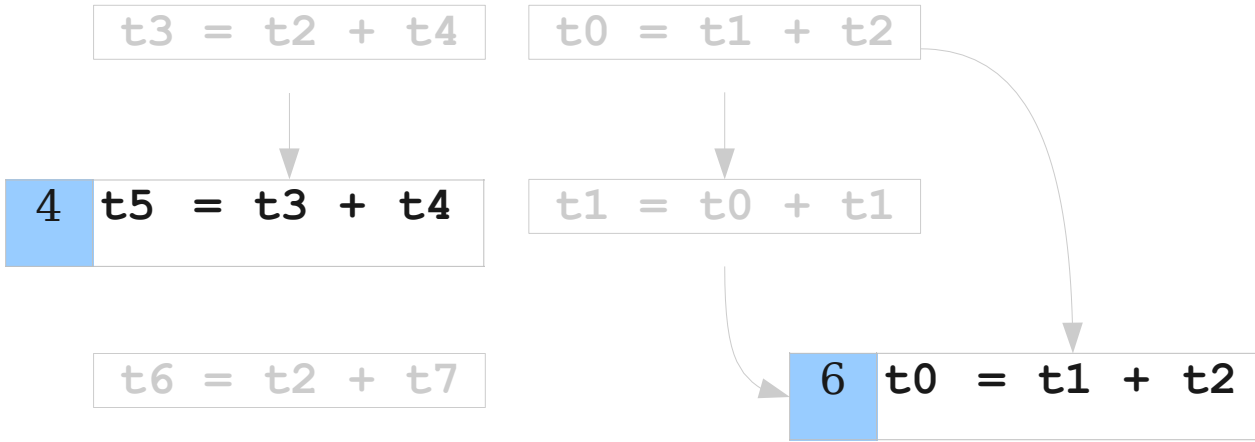 t3 = t2 + t4
t0 = t1 + t2
4 t5 = t3 + t4
t1 = t0 + t1
t6 = t2 + t7
6 t0 = t1 + t2